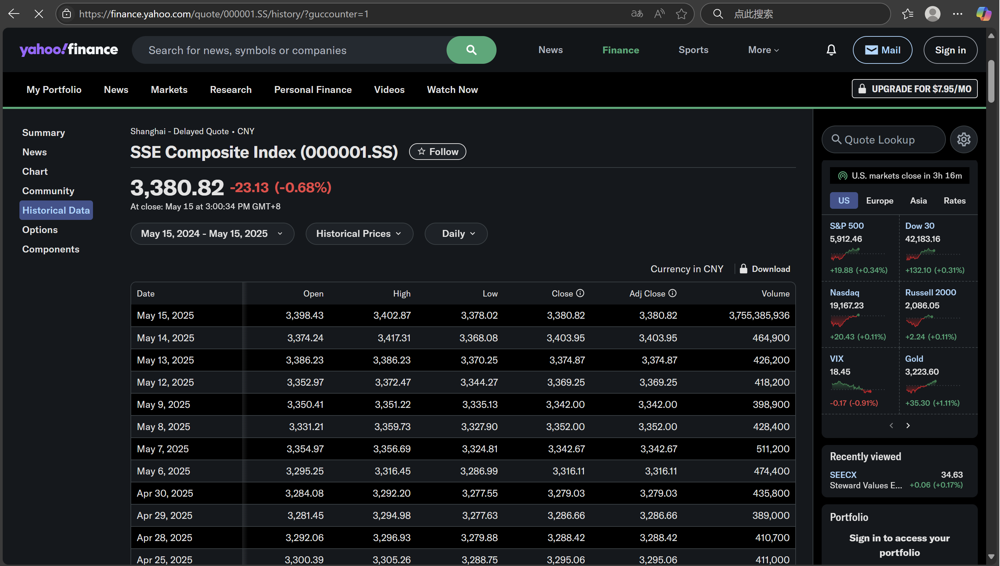 https://finance.yahoo.com/quote/000001.SS/history/?guccounter=1
aあ
A
点此搜索
yahoo!finance
Search for news, symbols or companies
News Finance Sports More
Mail
Sign in
My Portfolio News Markets Research Personal Finance Videos Watch Now
UPGRADE FOR $7.95/MO
Summary
News
Chart
Community
Historical Data
Options
Components
Shanghai - Delayed Quote • CNY
SSE Composite Index (000001.SS)
Follow
3,380.82 -23.13 (-0.68%)
At close: May 15 at 3:00:34 PM GMT+8
May 15, 2024 - May 15, 2025
Historical Prices
Daily
Currency in CNY
Download
Date Open High Low Close Adj Close Volume
May 15, 2025 3,398.43 3,402.87 3,378.02 3,380.82 3,380.82 3,755,385,936
May 14, 2025 3,374.24 3,417.31 3,368.08 3,403.95 3,403.95 464,900
May 13, 2025 3,386.23 3,386.23 3,370.25 3,374.87 3,374.87 426,200
May 12, 2025 3,352.97 3,372.47 3,344.27 3,369.25 3,369.25 418,200
May 9, 2025 3,350.41 3,351.22 3,335.13 3,342.00 3,342.00 398,900
May 8, 2025 3,331.21 3,359.73 3,327.90 3,352.00 3,352.00 428,400
May 7, 2025 3,354.97 3,356.69 3,324.81 3,342.67 3,342.67 511,200
May 6, 2025 3,295.25 3,316.45 3,286.99 3,316.11 3,316.11 474,400
Apr 30, 2025 3,284.08 3,292.20 3,277.55 3,279.03 3,279.03 435,800
Apr 29, 2025 3,281.45 3,294.98 3,277.63 3,286.66 3,286.66 389,000
Apr 28, 2025 3,292.06 3,296.93 3,279.88 3,288.42 3,288.42 410,700
Apr 25, 2025 3,300.39 3,305.26 3,288.75 3,295.06 3,295.06 411,000
Quote Lookup
U.S. markets close in 3h 16m
US Europe Asia Rates
S&P 500
5,912.46
+19.88 (+0.34%)
Dow 30
42,183.16
+132.10 (+0.31%)
Nasdaq
19,167.23
+20.43 (+0.11%)
Russell 2000
2,086.05
+2.24 (+0.11%)
VIX
18.45
-0.17 (-0.91%)
Gold
3,223.60
+35.30 (+1.11%)
Recently viewed
SEECX 34.63
Steward Values E... +0.06 (+0.17%)
Portfolio
Sign in to access your
portfolio